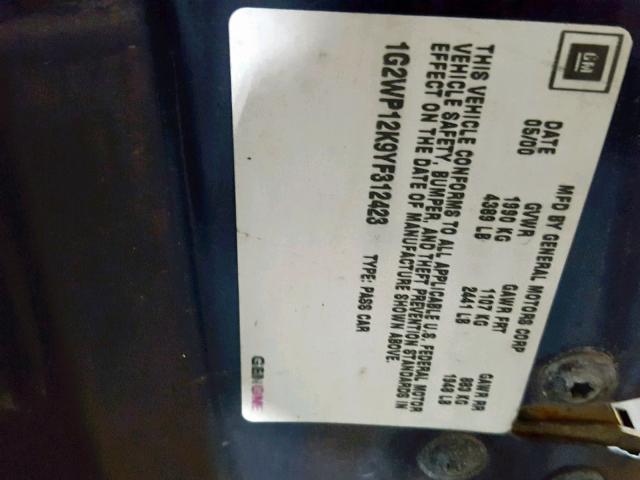 GM
MFD BY GENERAL MOTORS CORP
DATE GVWR GAWR FRT GAWR RR
05/00 1990 KG 1107 KG 883 KG
4389 LB 2441 LB 1948 LB
THIS VEHICLE CONFORMS TO ALL APPLICABLE U.S. FEDERAL MOTOR
VEHICLE SAFETY, BUMPER, AND THEFT PREVENTION STANDARDS IN
EFFECT ON THE DATE OF MANUFACTURE SHOWN ABOVE.
1G2WP12K9YF312423 TYPE: PASS CAR
GEN ONE